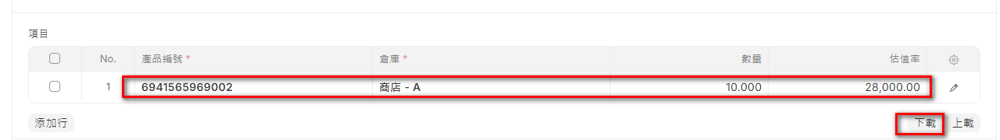 項目
No. 產品編號 * 倉庫 * 數量 估值率
1 6941565969002 商店 - A 10.000 28,000.00
添加行 下載 上載